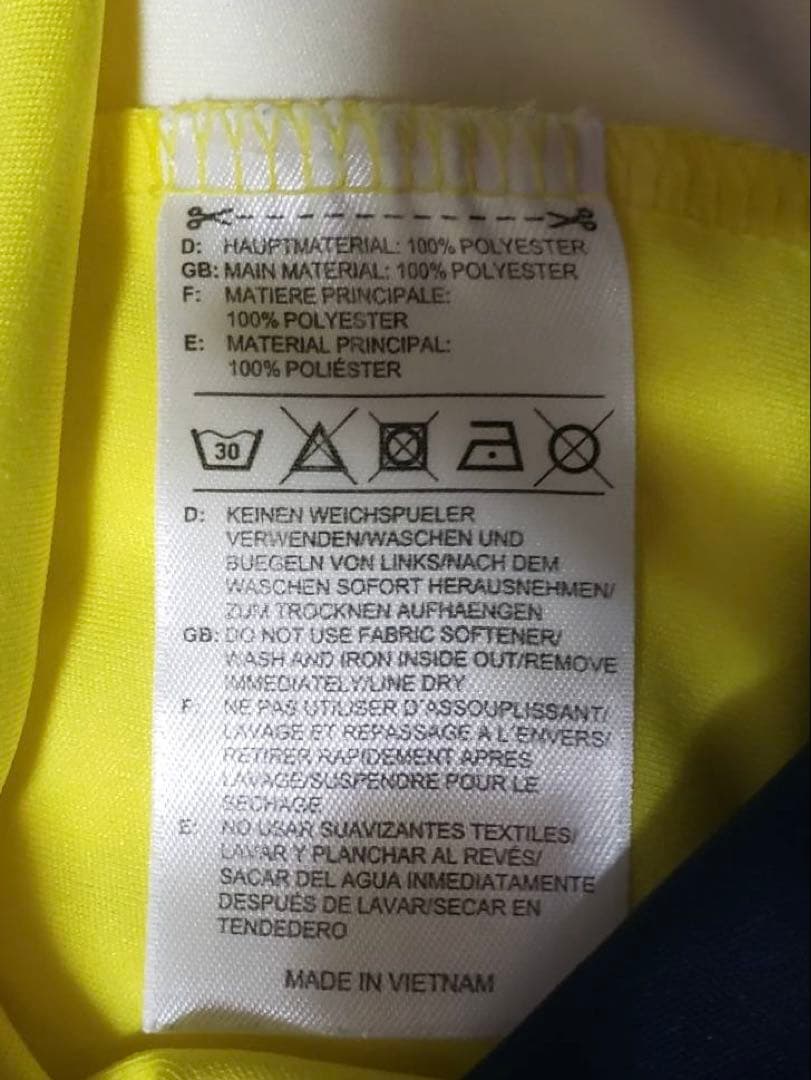 D: HAUPTMATERIAL: 100% POLYESTER
GB: MAIN MATERIAL: 100% POLYESTER
F: MATIERE PRINCIPALE:
100% POLYESTER
E: MATERIAL PRINCIPAL:
100% POLIÉSTER
30
D: KEINEN WEICHSPUELER
VERWENDEN/WASCHEN UND
BUEGELN VON LINKS/NACH DEM
WASCHEN SOFORT HERAUSNEHMEN/
ZUM TROCKNEN AUFHAENGEN
GB: DO NOT USE FABRIC SOFTENER/
WASH AND IRON INSIDE OUT/REMOVE
IMMEDIATELY/LINE DRY
F: NE PAS UTILISER D'ASSOUPLISSANT/
LAVAGE ET REPASSAGE A L'ENVERS/
RETIRER RAPIDEMENT APRES
LAVAGE/SUSPENDRE POUR LE
SECHAGE
E: NO USAR SUAVIZANTES TEXTILES/
LAVAR Y PLANCHAR AL REVÉS/
SACAR DEL AGUA INMEDIATAMENTE
DESPUÉS DE LAVAR/SECAR EN
TENDEDERO
MADE IN VIETNAM